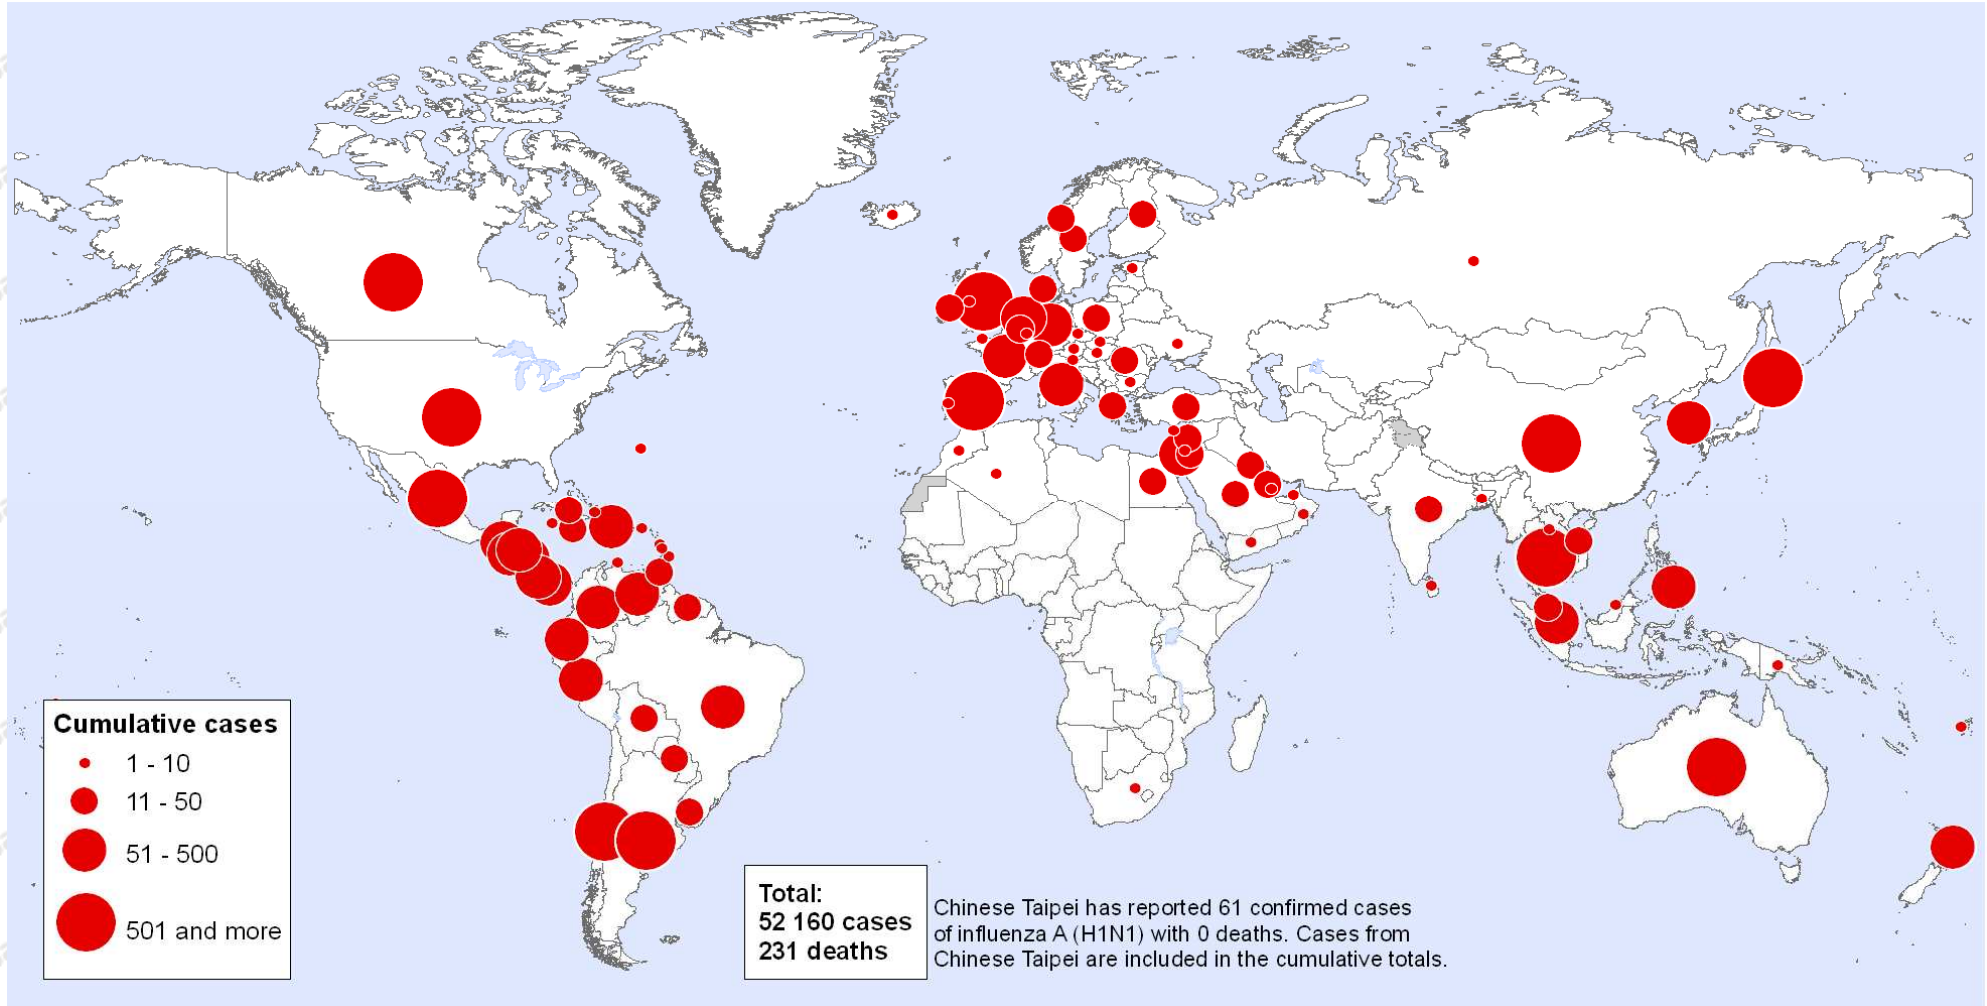 Cumulative cases
1 - 10
11 - 50
51 - 500
501 and more
Total:
52 160 cases
231 deaths
Chinese Taipei has reported 61 confirmed cases
of influenza A (H1N1) with 0 deaths. Cases from
Chinese Taipei are included in the cumulative totals.